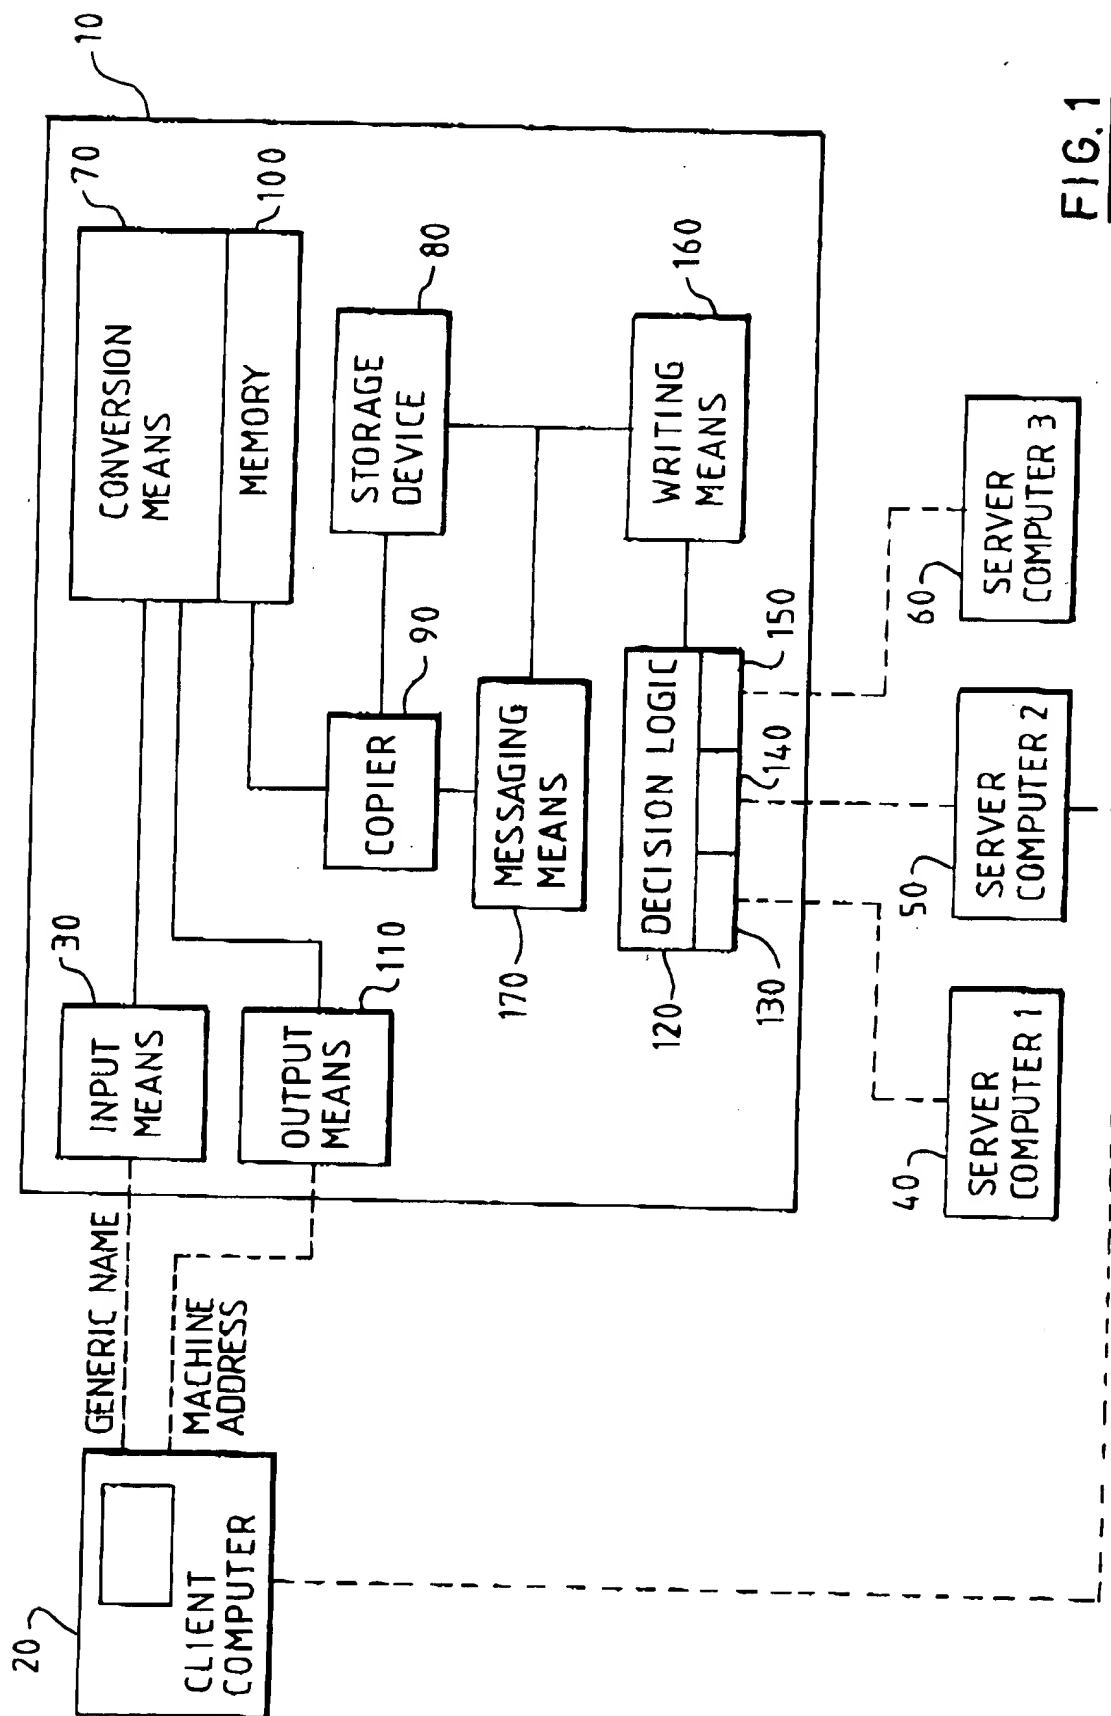 10
70
CONVERSION
MEANS
100
MEMORY
30
INPUT
MEANS
GENERIC NAME
20
CLIENT
COMPUTER
MACHINE
ADDRESS
OUTPUT
MEANS
110
COPIER
90
STORAGE
DEVICE
80
MESSAGING
MEANS
170
WRITING
MEANS
160
DECISION LOGIC
120
130
140
150
40
SERVER
COMPUTER 1
50
SERVER
COMPUTER 2
60
SERVER
COMPUTER 3
FIG. 1